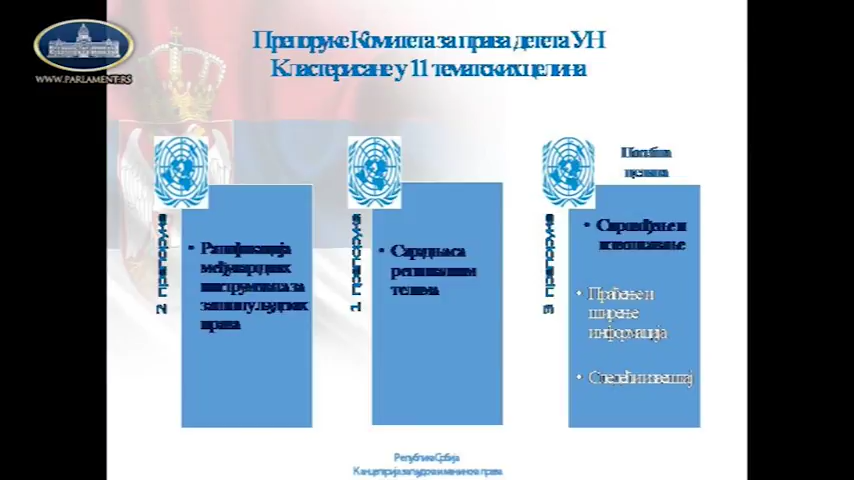 WWW.PARLAMENT.RS
Препоруке Комитета за права детета УН
Кластерисане у 11 тематских целина
2 препоруке
• Ратификација
међународних
инструмената за
заштиту људских
права
1 препорука
• Сарадња са
регионалним
телима
3 препоруке
Посебна
целина
• Спровођење и
извештавање
• Праћење и
ширење
информација
• Следећи извештај
Република Србија
Канцеларија за људска и мањинска права